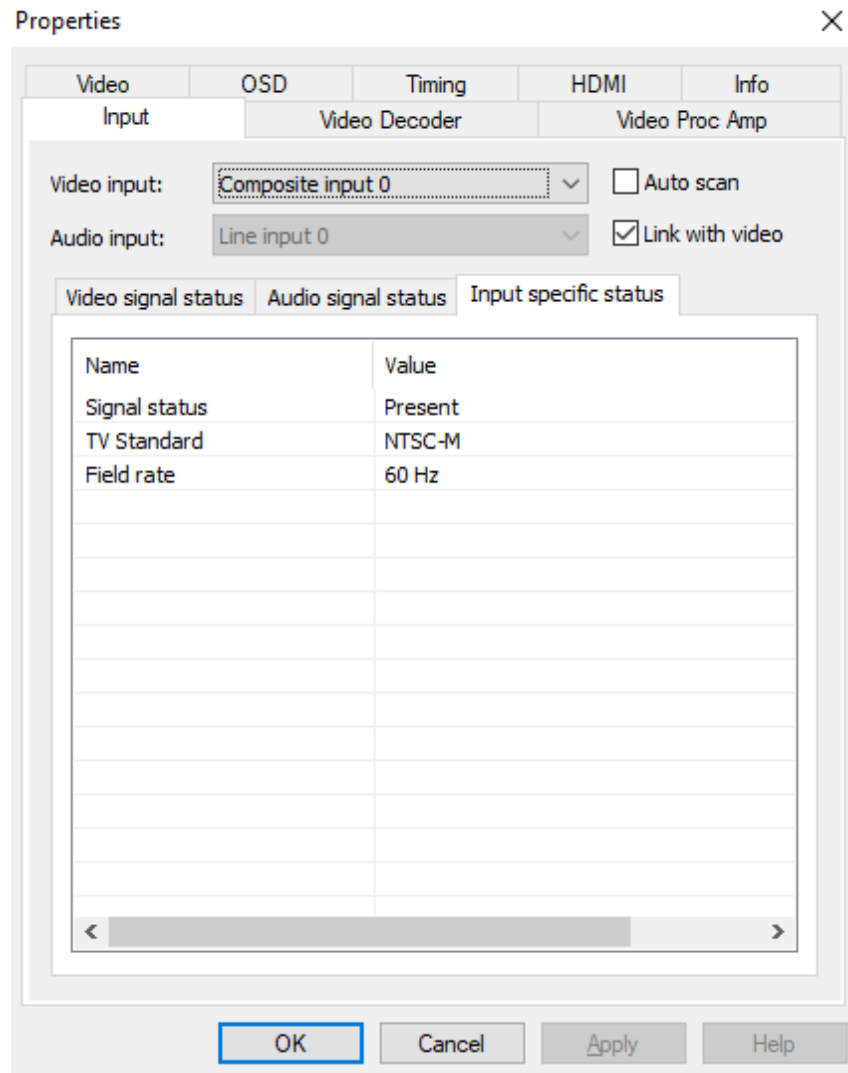 Properties
Video OSD Timing HDMI Info
Input Video Decoder Video Proc Amp
Video input: Composite input 0 Auto scan
Audio input: Line input 0 Link with video
Video signal status Audio signal status Input specific status
Name Value
Signal status Present
TV Standard NTSC-M
Field rate 60 Hz
OK Cancel Apply Help